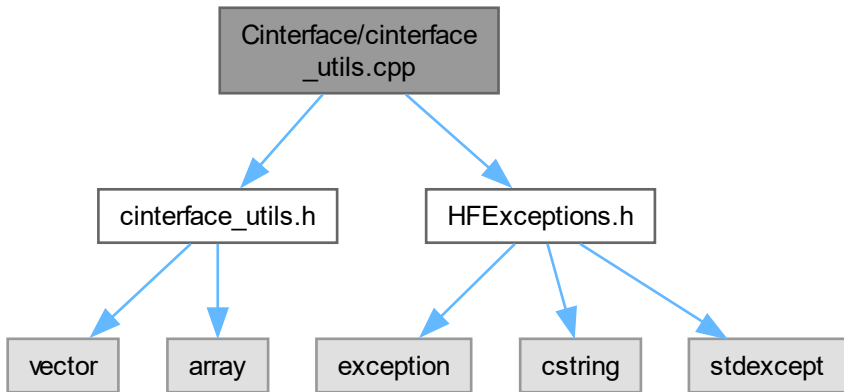 Cinterface/cinterface
_utils.cpp
cinterface_utils.h
HFExceptions.h
vector
array
exception
cstring
stdexcept